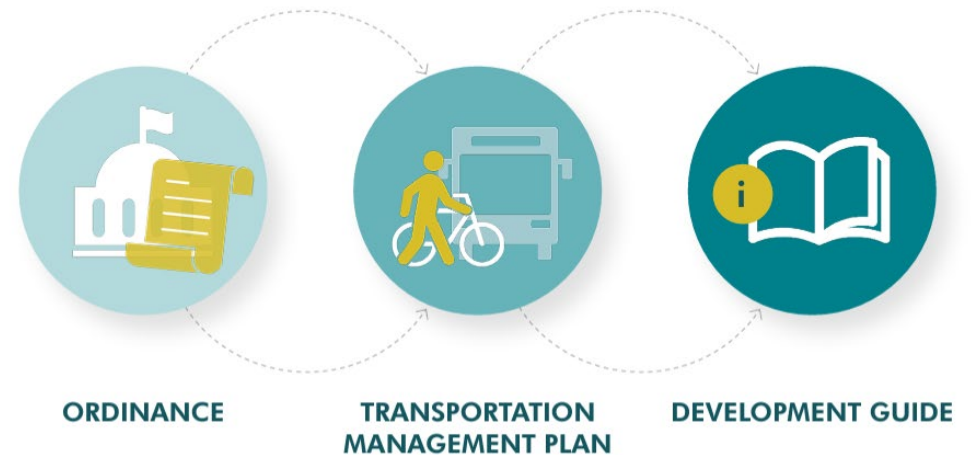 i
ORDINANCE
TRANSPORTATION
MANAGEMENT PLAN
DEVELOPMENT GUIDE